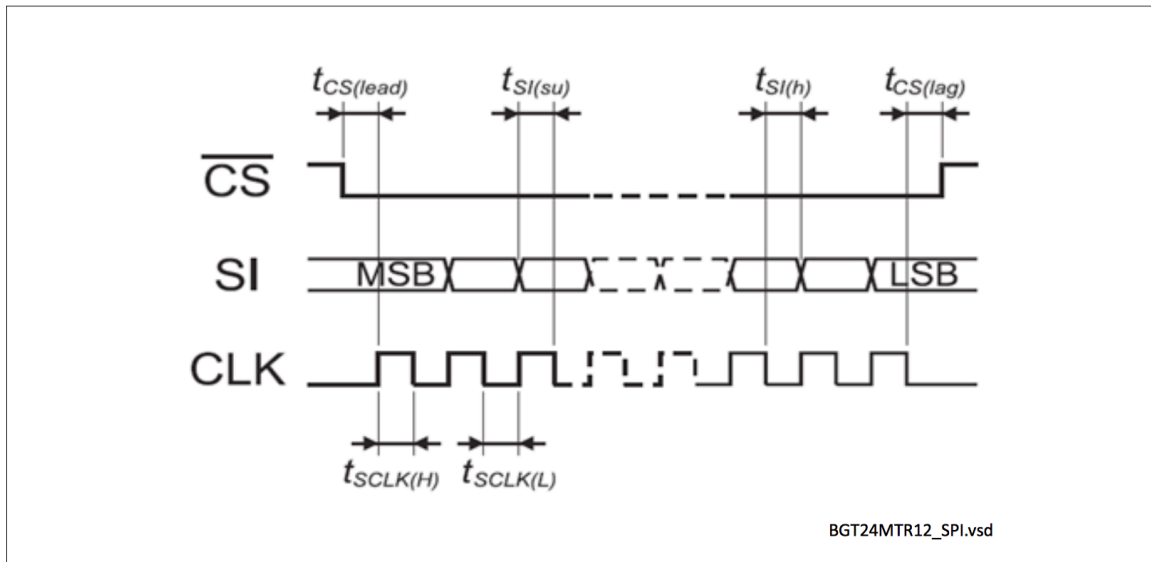 tCS(lead) tSI(su) tSI(h) tCS(lag)
CS
SI MSB LSB
CLK
tSCLK(H) tSCLK(L)
BGT24MTR12_SPI.vsd